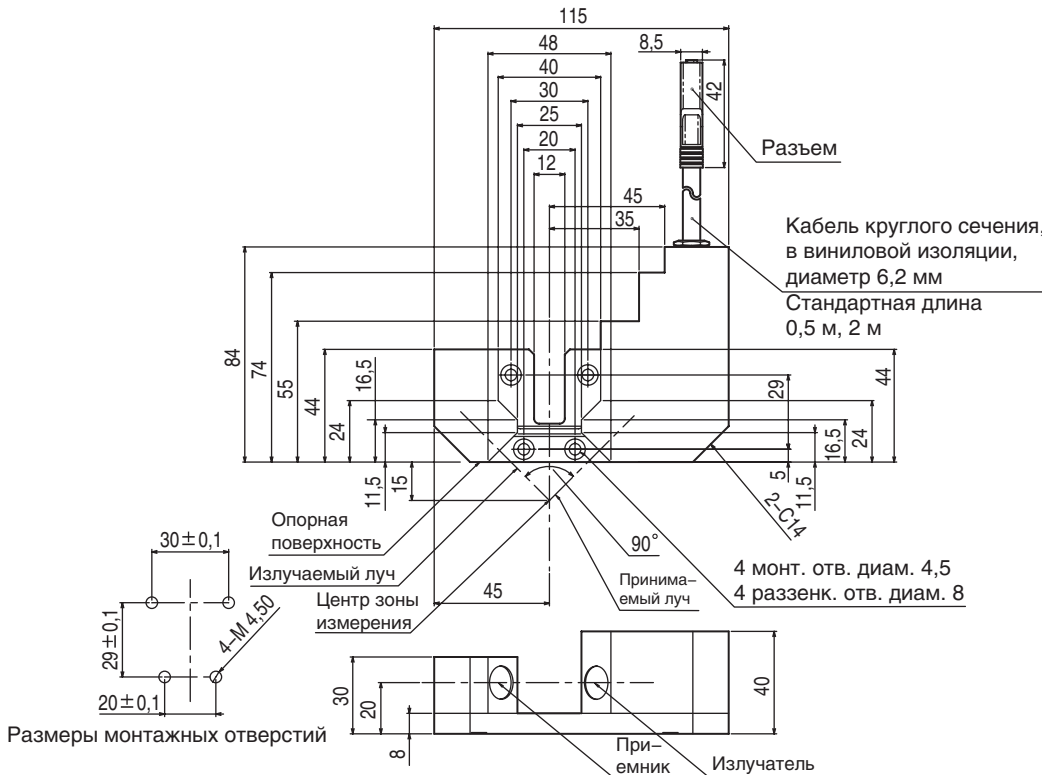 115
48
8,5
40
30
25
20
12
42
Разъем
45
35
Кабель круглого сечения,
в виниловой изоляции,
диаметр 6,2 мм
Стандартная длина
0,5 м, 2 м
84
74
55
44
24
16,5
11,5
15
29
44
24
16,5
5
11,5
2–C14
90°
Опорная
поверхность
Излучаемый луч
Центр зоны
измерения
Принима–
емый луч
4 монт. отв. диам. 4,5
4 раззенк. отв. диам. 8
45
30±0,1
29±0,1
4–М 4,50
20±0,1
Размеры монтажных отверстий
30
20
8
40
При–
емник
Излучатель